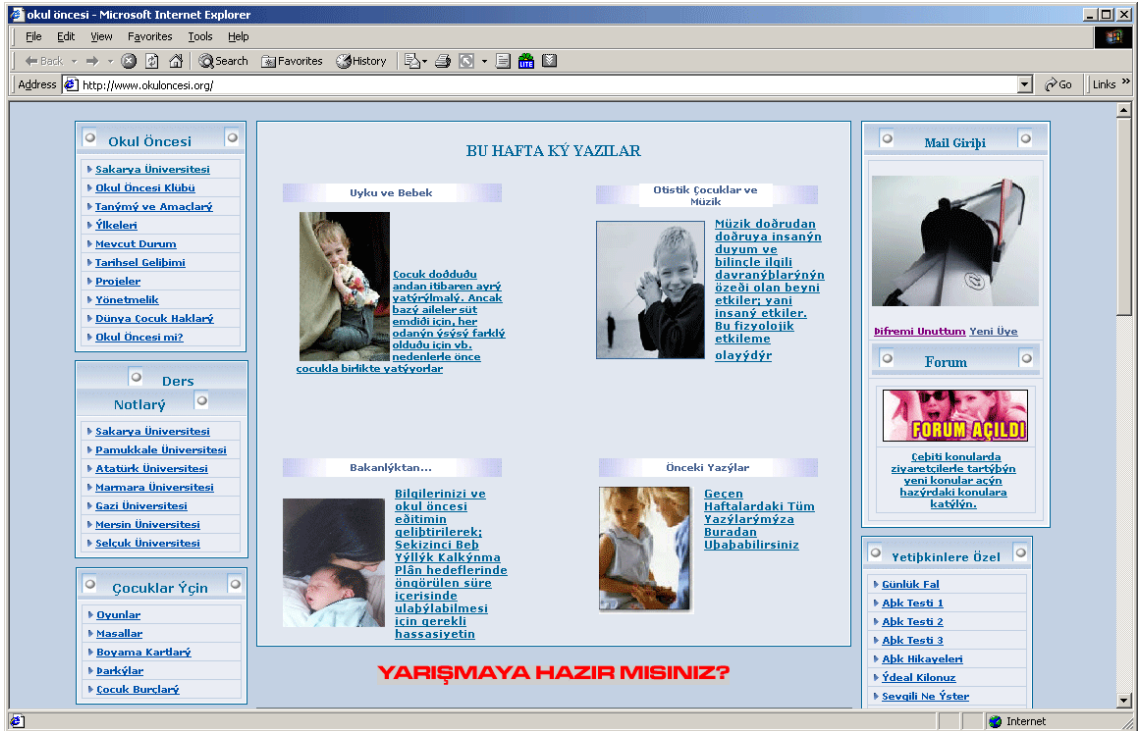 okul öncesi - Microsoft Internet Explorer
File Edit View Favorites Tools Help
Back Search Favorites History
Address http://www.okuloncesi.org/ Go Links »
Okul Öncesi
Sakarya Üniversitesi
Okul Öncesi Klübü
Tanýmý ve Amaçlarý
Ýlkeleri
Mevcut Durum
Tarihsel Geliþimi
Projeler
Yönetmelik
Dünya Çocuk Haklarý
Okul Öncesi mi?
Ders
Notlarý
Sakarya Üniversitesi
Pamukkale Üniversitesi
Atatürk Üniversitesi
Marmara Üniversitesi
Gazi Üniversitesi
Mersin Üniversitesi
Selçuk Üniversitesi
Çocuklar Ýçin
Oyunlar
Masallar
Boyama Kartlarý
Þarkýlar
Çocuk Burçlarý
BU HAFTA KÝ YAZILAR
Uyku ve Bebek
Çocuk doðduðu
andan itibaren ayrý
yatýrýlmalý. Ancak
bazý aileler süt
emdiði için, her
odanýn ýsýsý farklý
olduðu için vb.
nedenlerle önce
çocukla birlikte yatýyorlar
Otistik Çocuklar ve
Müzik
Müzik doðrudan
doðruya insanýn
duyum ve
bilinçle ilgili
davranýþlarýnýn
özeði olan beyni
etkiler; yani
insaný etkiler.
Bu fizyolojik
etkileme
olayýdýr
Bakanlýktan...
Bilgilerinizi ve
okul öncesi
eðitimin
geliþtirilerek;
Sekizinci Beþ
Yýllýk Kalkýnma
Plân hedeflerinde
öngörülen süre
içerisinde
ulaþýlabilmesi
için gerekli
hassasiyetin
Önceki Yazýlar
Geçen
Haftalardaki Tüm
Yazýlarýmýza
Buradan
Uþabilirsiniz
YARIŞMAYA HAZIR MISINIZ?
Mail Giriþi
Þifremi Unuttum Yeni Üye
Forum
FORUM AÇILDI
Çeþiti konularda
ziyaretçilerle tartýþýn
yeni konular açýn
hazýrdaki konulara
katýlýn.
Yetiþkinlere Özel
Günlük Fal
Aþk Testi 1
Aþk Testi 2
Aþk Testi 3
Aþk Hikayeleri
Ýdeal Kilonuz
Sevgili Ne Ýster
Internet